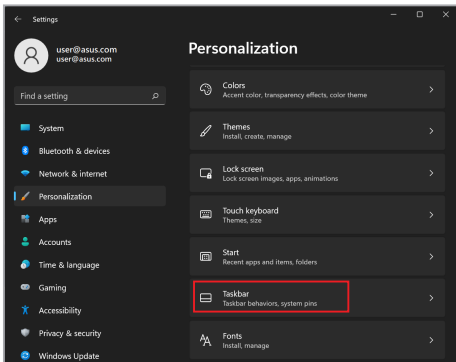 Settings
user@asus.com
user@asus.com
Find a setting
System
Bluetooth & devices
Network & internet
Personalization
Apps
Accounts
Time & language
Gaming
Accessibility
Privacy & security
Windows Update
Personalization
Colors
Accent color, transparency effects, color theme
Themes
Install, create, manage
Lock screen
Lock screen images, apps, animations
Touch keyboard
Themes, size
Start
Recent apps and items, folders
Taskbar
Taskbar behaviors, system pins
Fonts
Install, manage